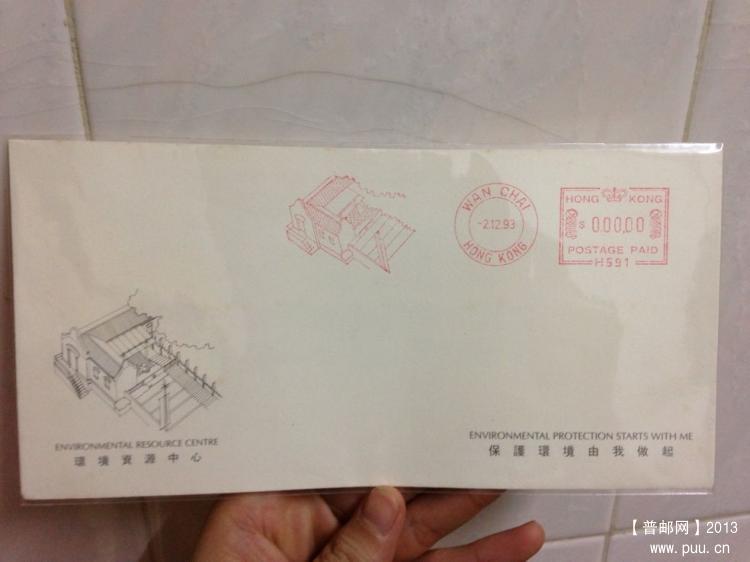 WAN CHAI
-2.12.93
HONG KONG
HONG KONG
$ 000.00
POSTAGE PAID
H591
ENVIRONMENTAL RESOURCE CENTRE
環境資源中心
ENVIRONMENTAL PROTECTION STARTS WITH ME
保護環境由我做起
【普邮网】2013
www.puu.cn